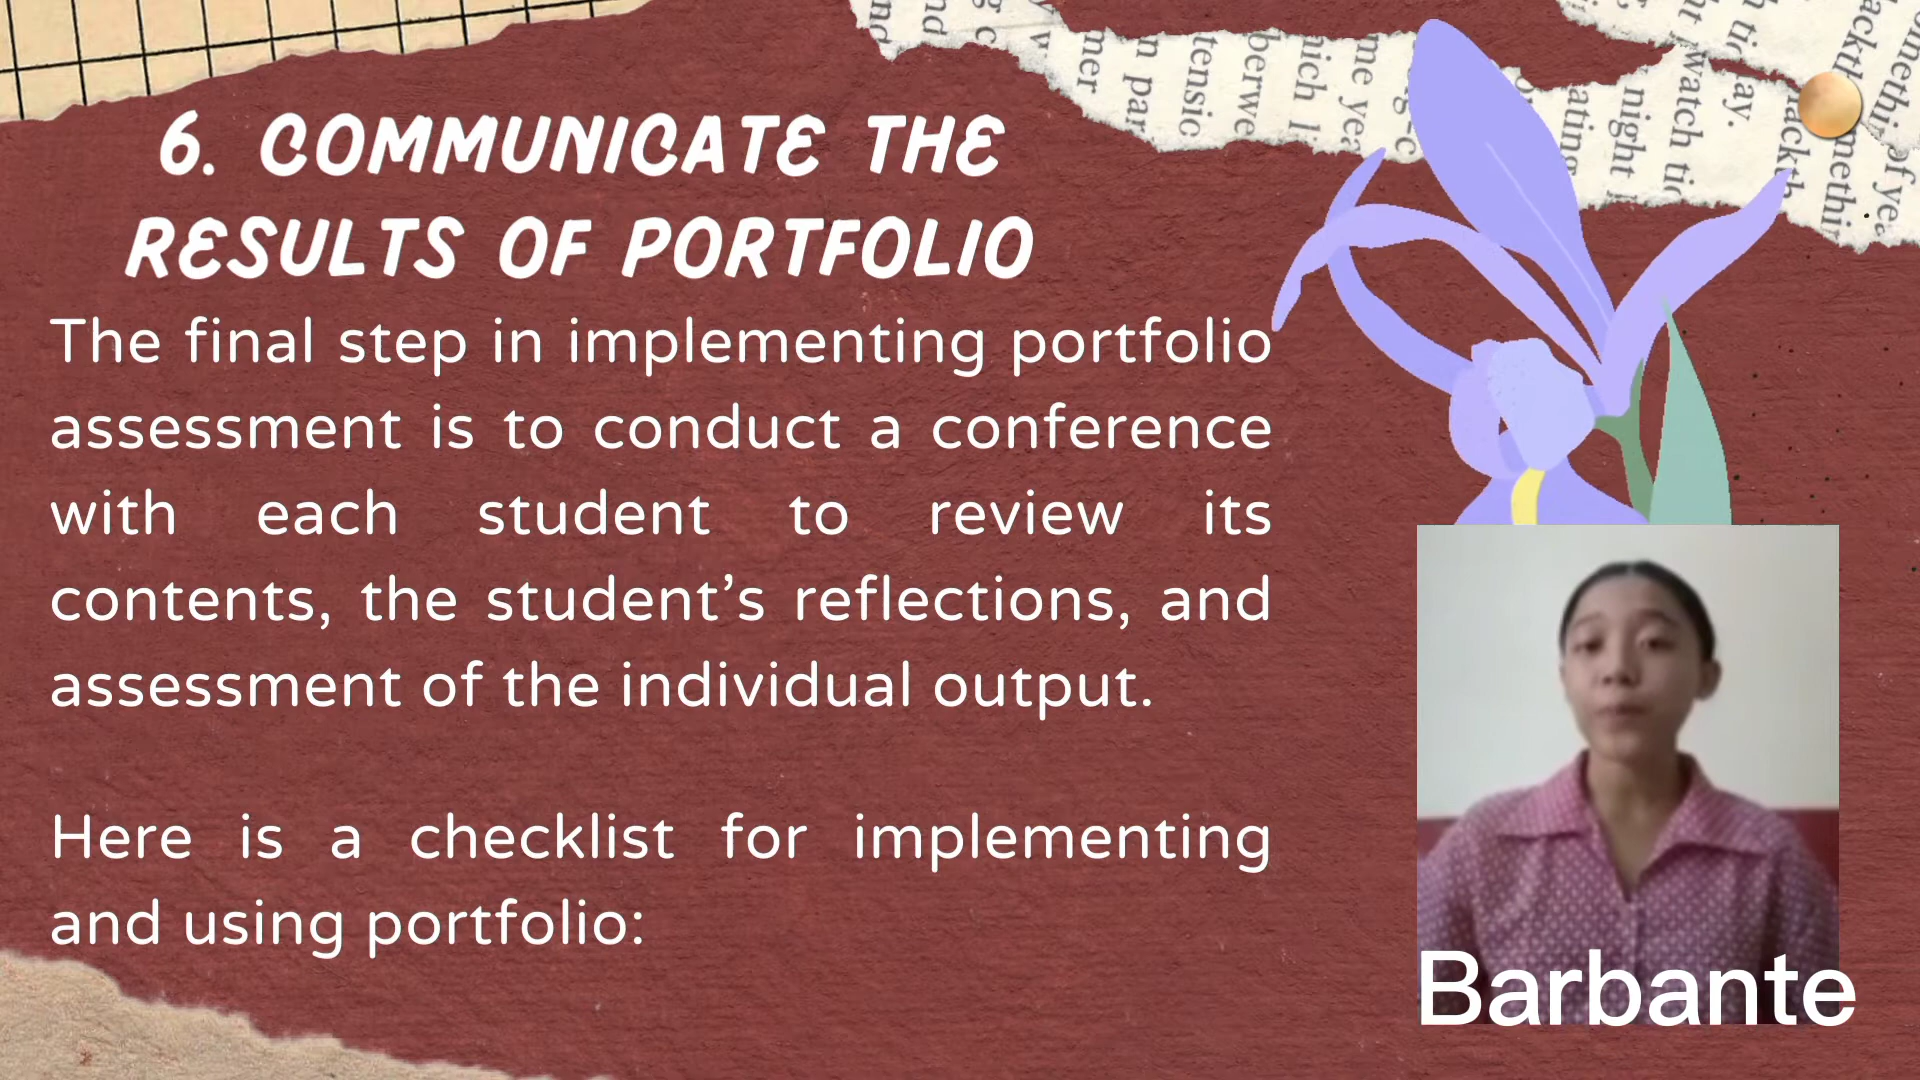 6. COMMUNICATE THE
RESULTS OF PORTFOLIO
The final step in implementing portfolio
assessment is to conduct a conference
with each student to review its
contents, the student’s reflections, and
assessment of the individual output.
Here is a checklist for implementing
and using portfolio:
Barbante